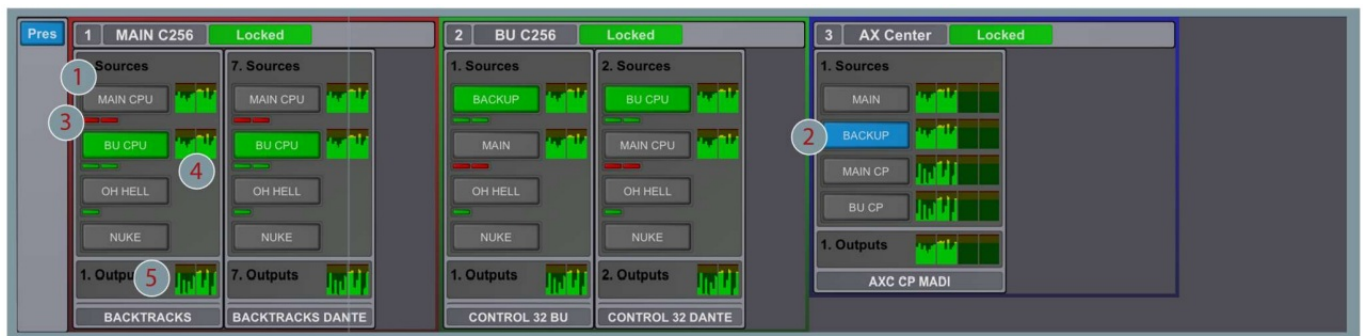 Pres
1 MAIN C256 Locked
Sources
1
MAIN CPU
3
BU CPU
4
OH HELL
NUKE
1. Outp
5
BACKTRACKS
7. Sources
MAIN CPU
BU CPU
OH HELL
NUKE
7. Outputs
BACKTRACKS DANTE
2 BU C256 Locked
1. Sources
BACKUP
MAIN
OH HELL
NUKE
1. Outputs
CONTROL 32 BU
2. Sources
BU CPU
MAIN CPU
OH HELL
NUKE
2. Outputs
CONTROL 32 DANTE
3 AX Center Locked
1. Sources
MAIN
2
BACKUP
MAIN CP
BU CP
1. Outputs
AXC CP MADI